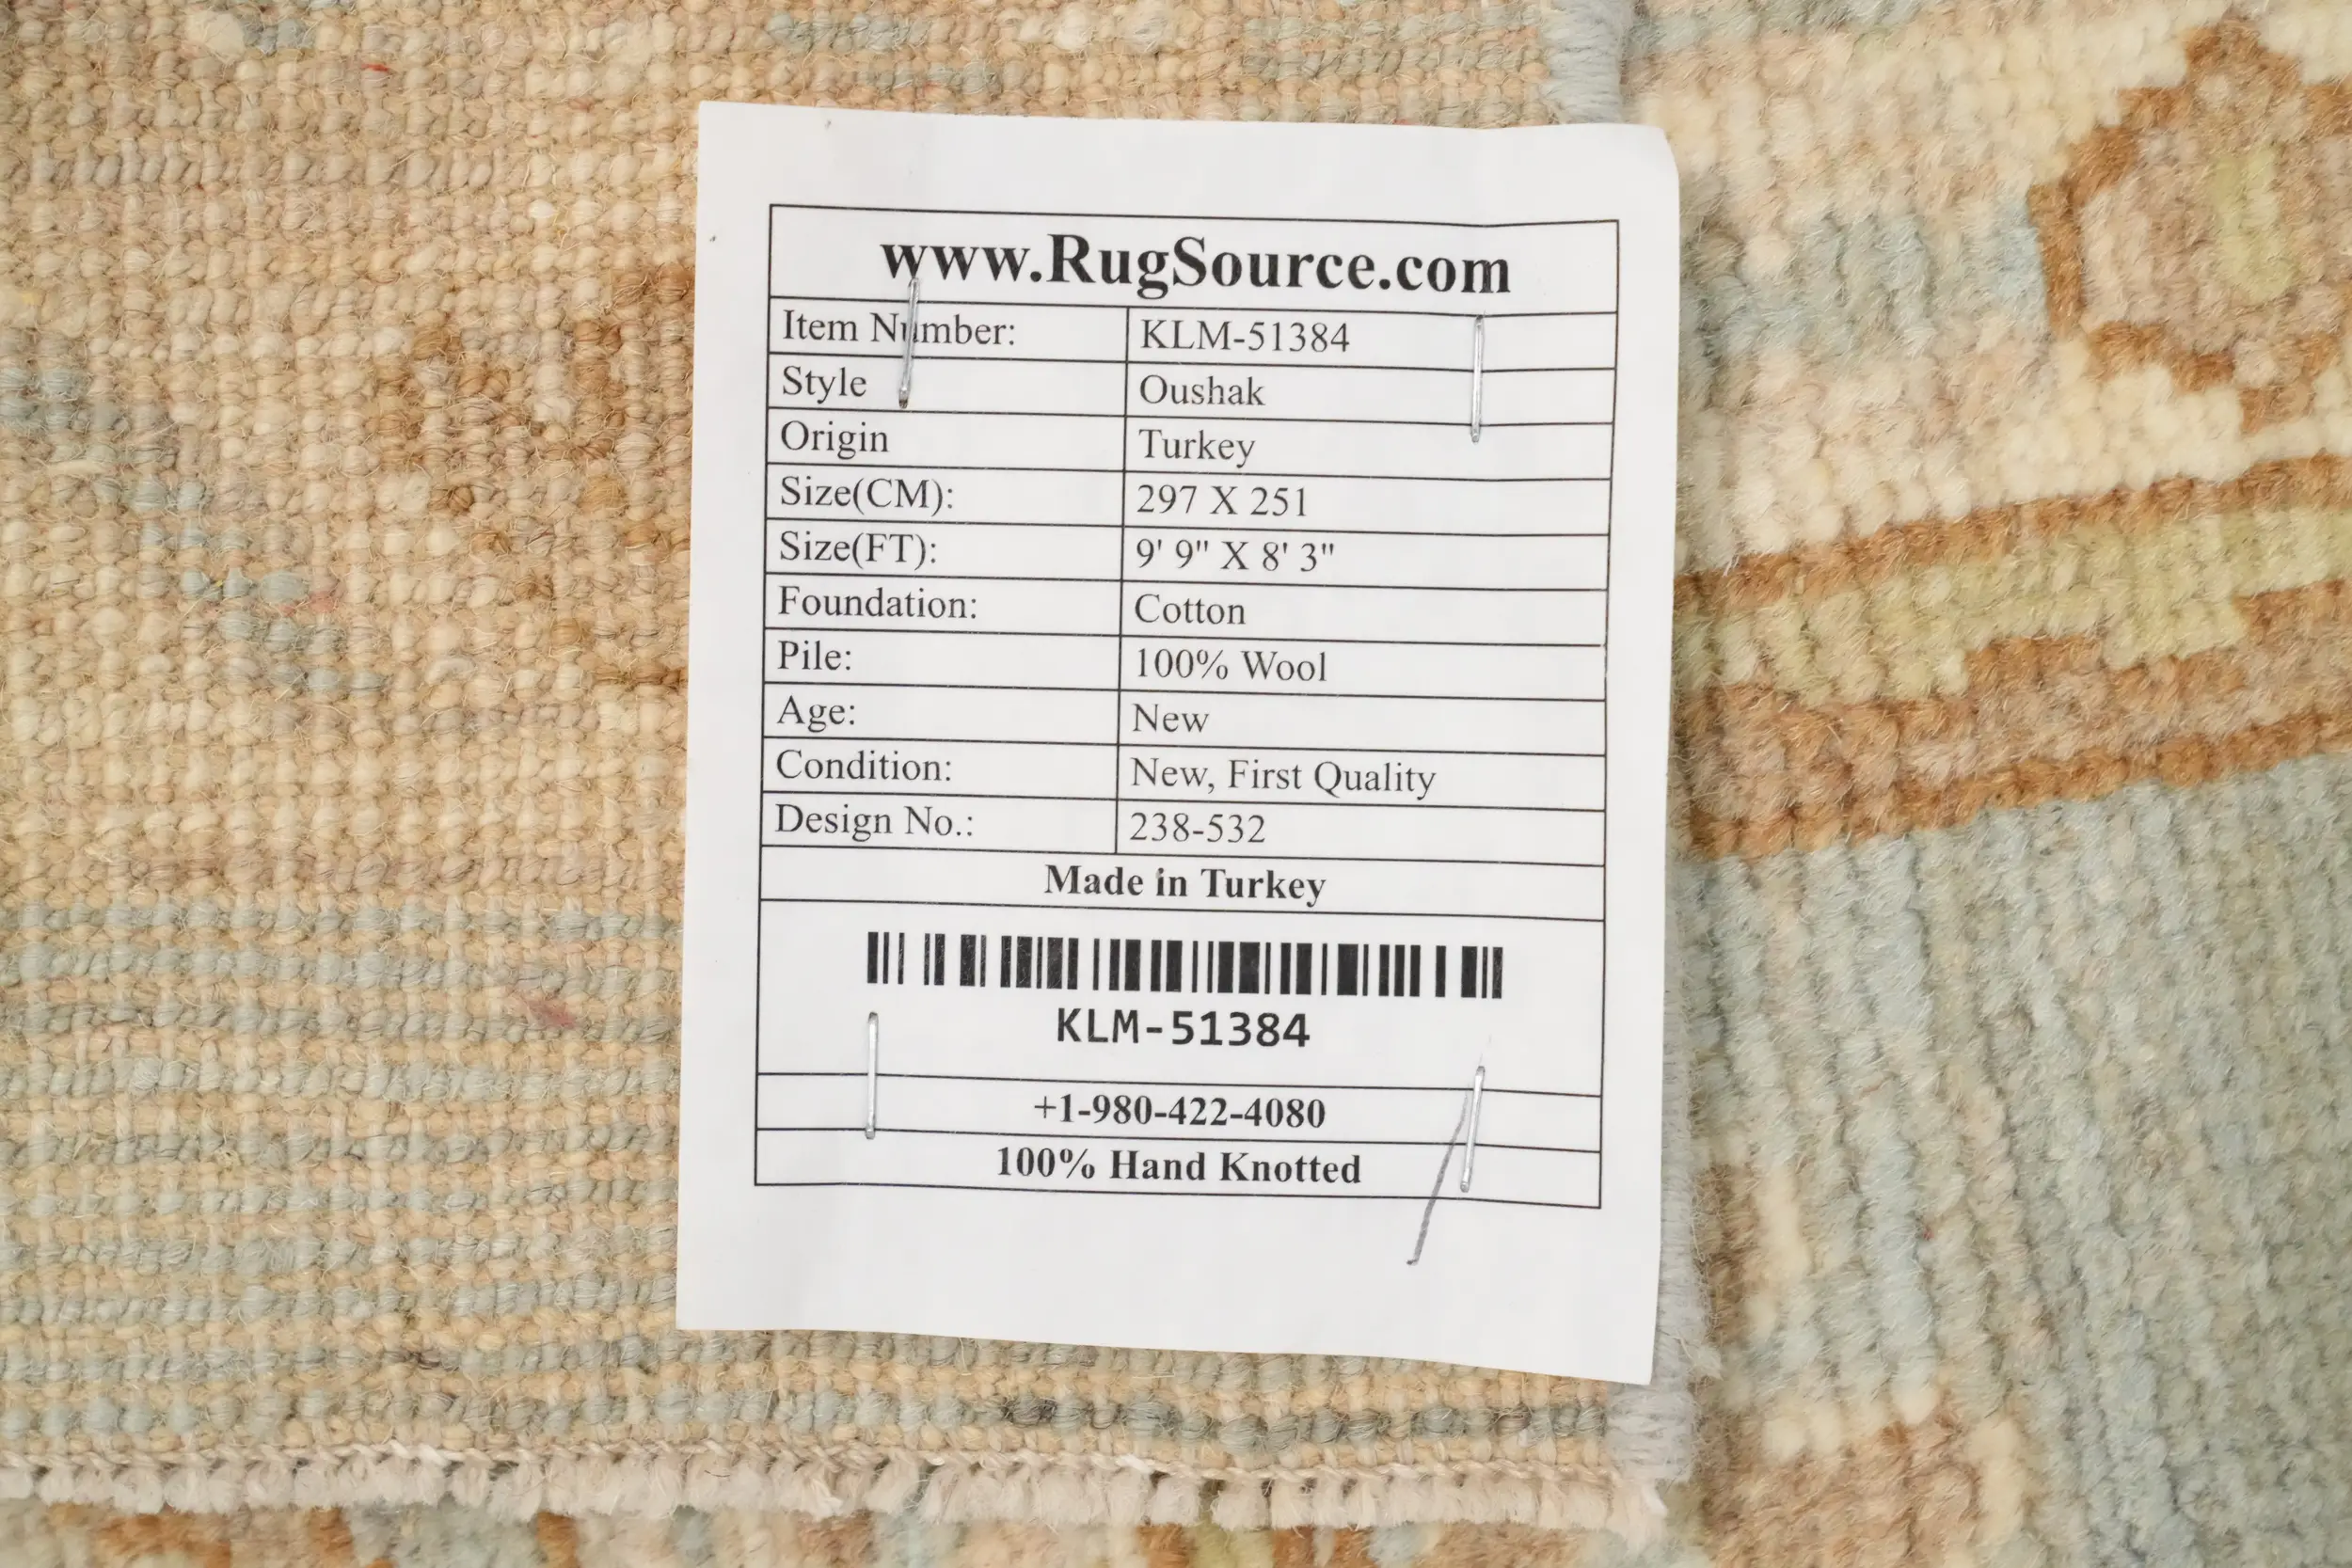 www.RugSource.com
Item Number: KLM-51384
Style Oushak
Origin Turkey
Size(CM): 297 X 251
Size(FT): 9' 9" X 8' 3"
Foundation: Cotton
Pile: 100% Wool
Age: New
Condition: New, First Quality
Design No.: 238-532
Made in Turkey
KLM-51384
+1-980-422-4080
100% Hand Knotted